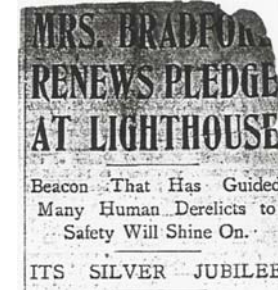 MRS. BRADFORD
RENEWS PLEDGE
AT LIGHTHOUSE
Beacon That Has Guided
Many Human Derelicts to
Safety Will Shine On.
ITS SILVER JUBILEE